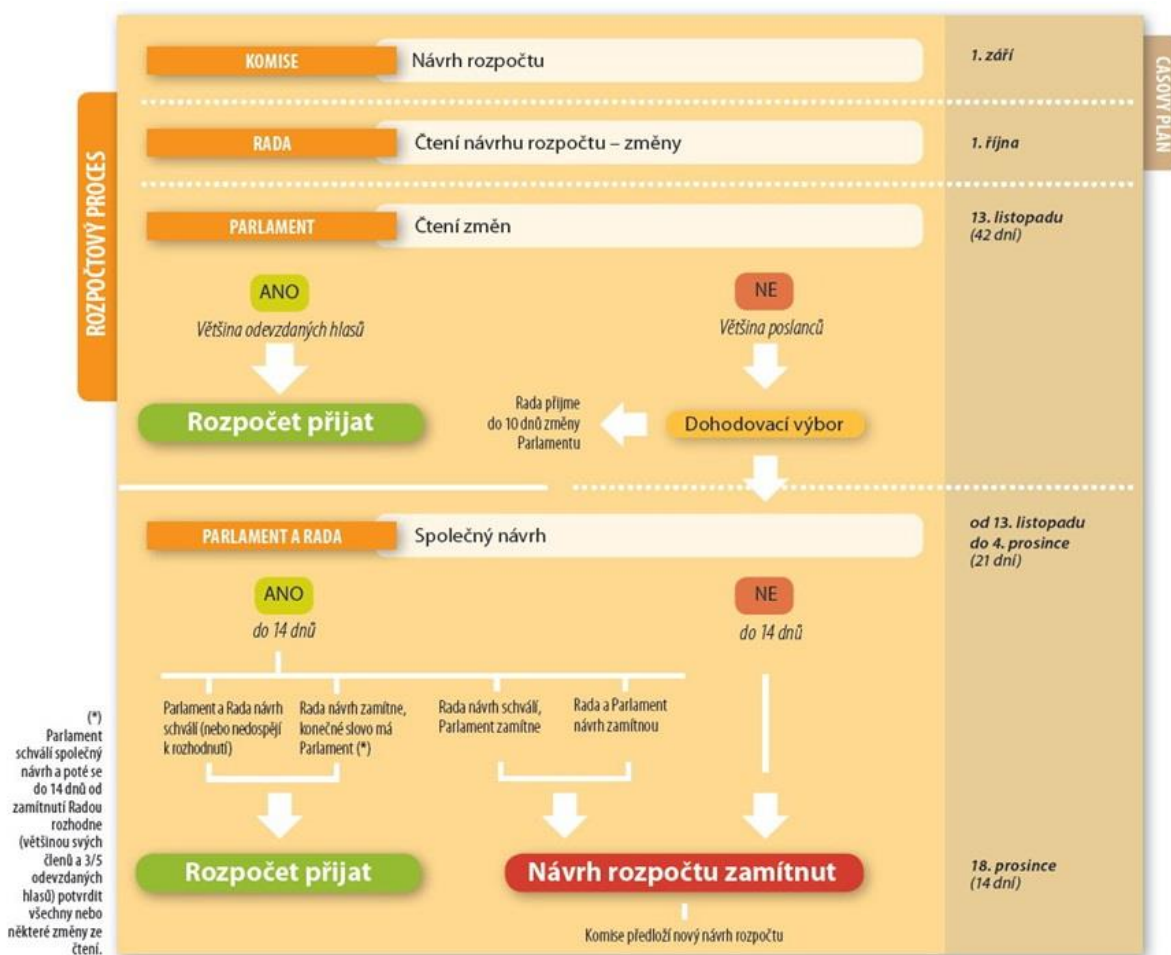 ROZPOČTOVÝ PROCES
ČASOVÝ PLÁN
KOMISE
Návrh rozpočtu
1. září
RADA
Čtení návrhu rozpočtu – změny
1. října
PARLAMENT
Čtení změn
13. listopadu
(42 dní)
ANO
Většina odevzdaných hlasů
NE
Většina poslanců
Rozpočet přijat
Rada přijme
do 10 dnů změny
Parlamentu
Dohodovací výbor
PARLAMENT A RADA
Společný návrh
od 13. listopadu
do 4. prosince
(21 dní)
ANO
do 14 dnů
NE
do 14 dnů
Parlament a Rada návrh
schválí (nebo nedospějí
k rozhodnutí)
Rada návrh zamítne,
konečné slovo má
Parlament (*)
Rada návrh schválí,
Parlament zamítne
Rada a Parlament
návrh zamítnou
Rozpočet přijat
Návrh rozpočtu zamítnut
18. prosince
(14 dní)
Komise předloží nový návrh rozpočtu
(*)
Parlament
schválí společný
návrh a poté se
do 14 dnů od
zamítnutí Radou
rozhodne
(většinou svých
členů a 3/5
odevzdaných
hlasů) potvrdit
všechny nebo
některé změny ze
čtení.